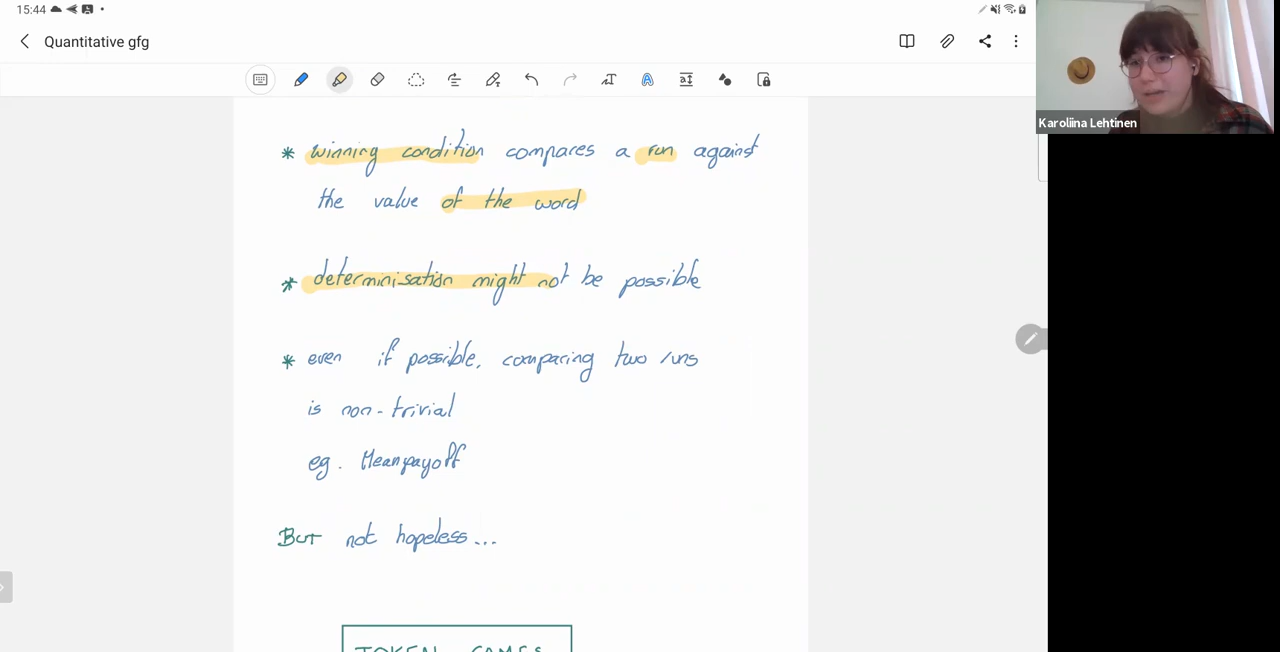 15:44
Quantitative gfg
Karoliina Lehtinen
* winning condition compares a run against
the value of the word
* determinisation might not be possible
* even if possible, comparing two runs
is non-trivial
eg. Meanpayoff
But not hopeless...
TOKEN GAMES